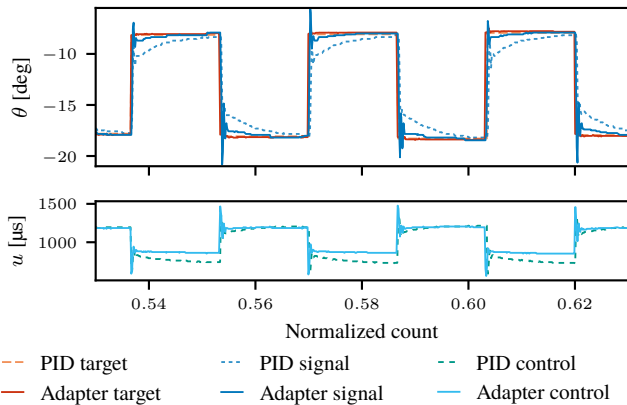 −10
−15
−20
θ [deg]
1500
1000
u [µs]
0.54 0.56 0.58 0.60 0.62
Normalized count
PID target PID signal PID control
Adapter target Adapter signal Adapter control